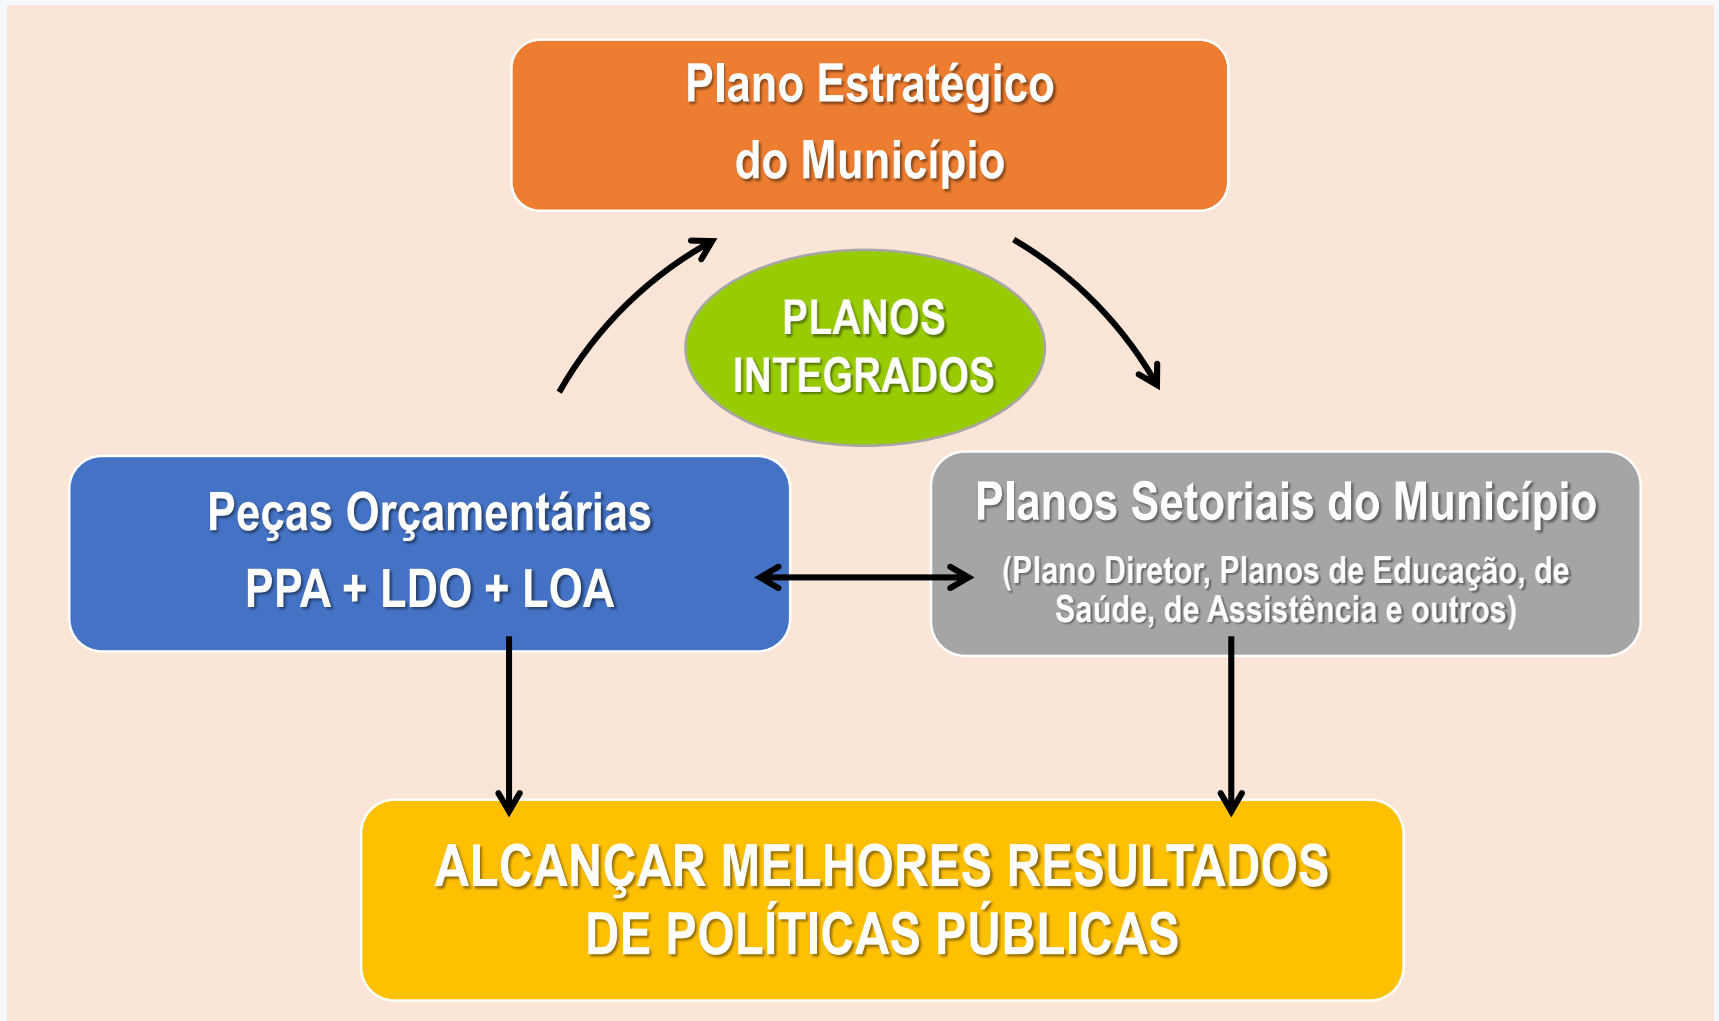 Plano Estratégico
do Município
PLANOS
INTEGRADOS
Peças Orçamentárias
PPA + LDO + LOA
Planos Setoriais do Município
(Plano Diretor, Planos de Educação, de
Saúde, de Assistência e outros)
ALCANÇAR MELHORES RESULTADOS
DE POLÍTICAS PÚBLICAS